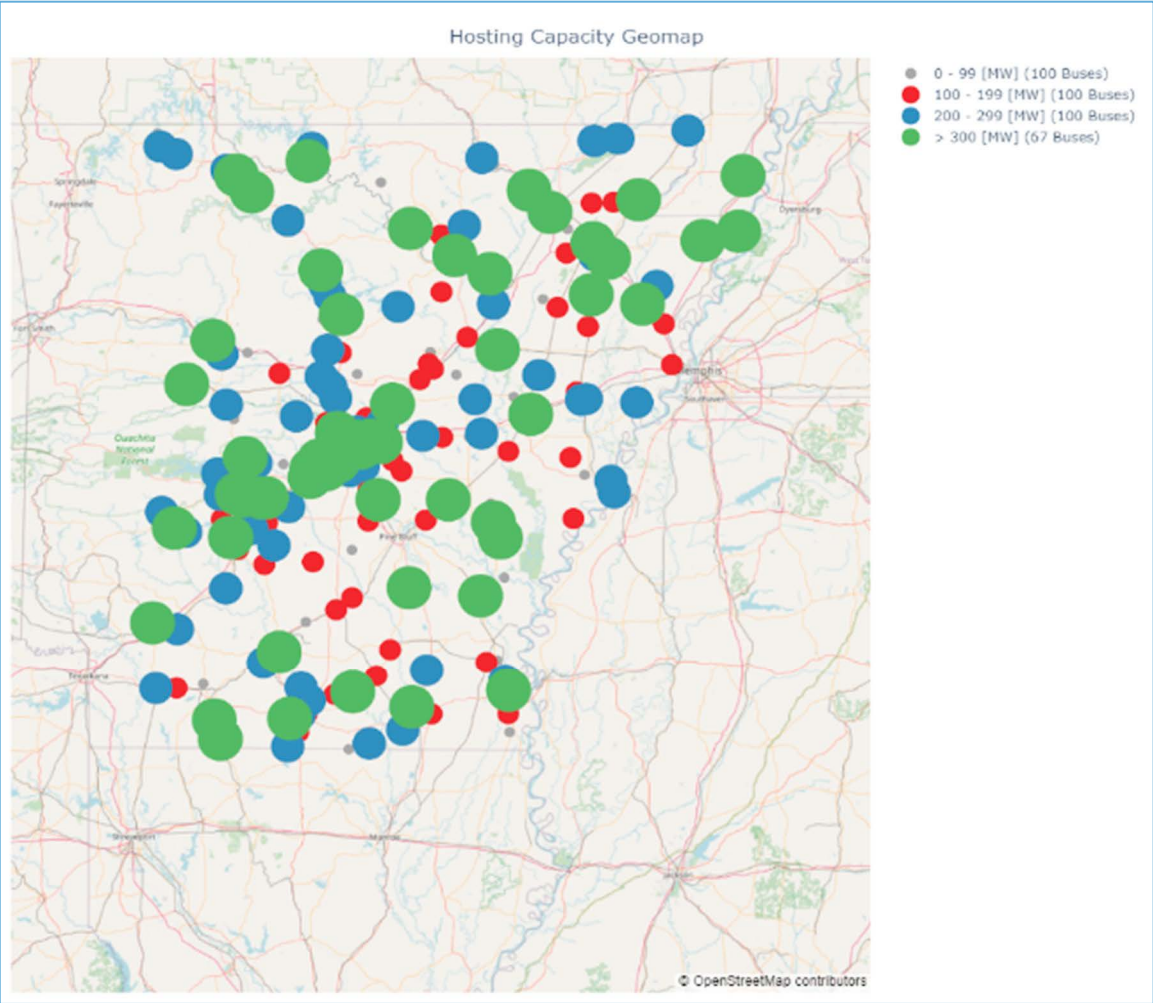 Hosting Capacity Geomap
0 - 99 [MW] (100 Buses)
100 - 199 [MW] (100 Buses)
200 - 299 [MW] (100 Buses)
> 300 [MW] (67 Buses)
Springdale
Fayetteville
Dyersburg
Fort Smith
emphis
Southaven
Ouachita
National
Forest
Pine Bluff
Texarkana
Shreveport
Monroe
Jackson
© OpenStreetMap contributors